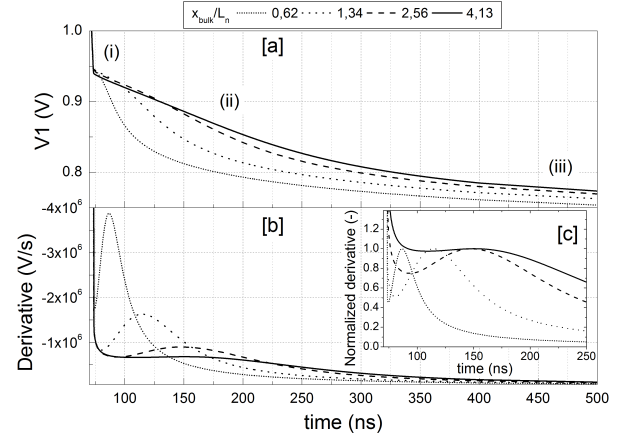 x_bulk/L_n 0,62 1,34 2,56 4,13
1.0
(i)
[a]
V1 (V)
0.9
(ii)
0.8
(iii)
-4x10^6
[b]
[c]
-3x10^6
-2x10^6
-1x10^6
Derivative (V/s)
Normalized derivative (-)
1.2
1.0
0.8
0.6
0.4
0.2
0.0
100 150 200 250
time (ns)
100 150 200 250 300 350 400 450 500
time (ns)